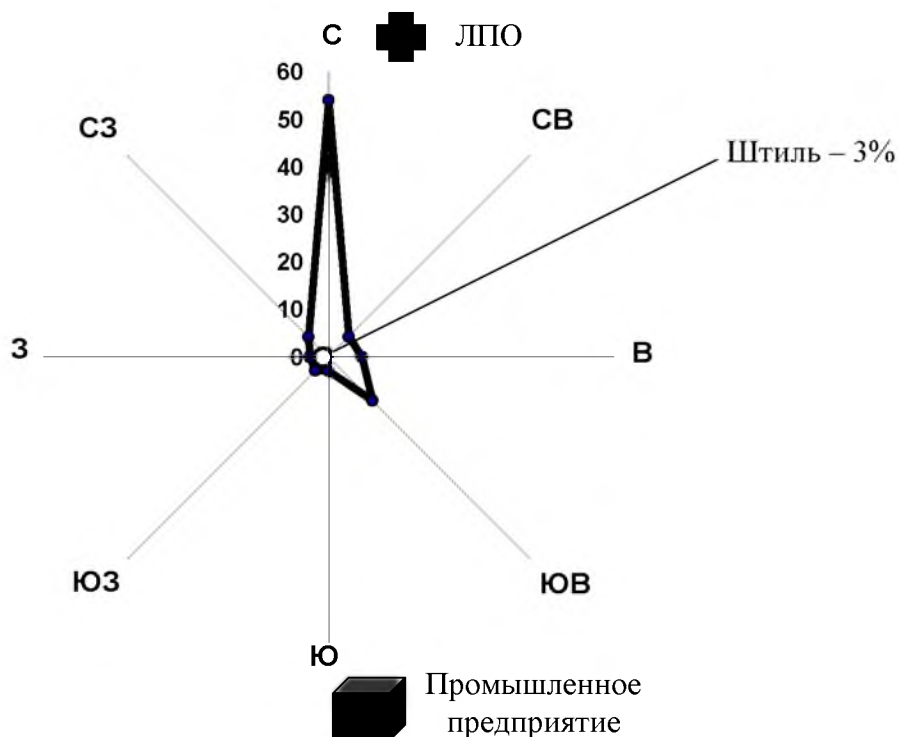 С ЛПО
60
50
40
30
20
10
0
СЗ
СВ
Штиль – 3%
З
В
ЮЗ
ЮВ
Ю
Промышленное
предприятие